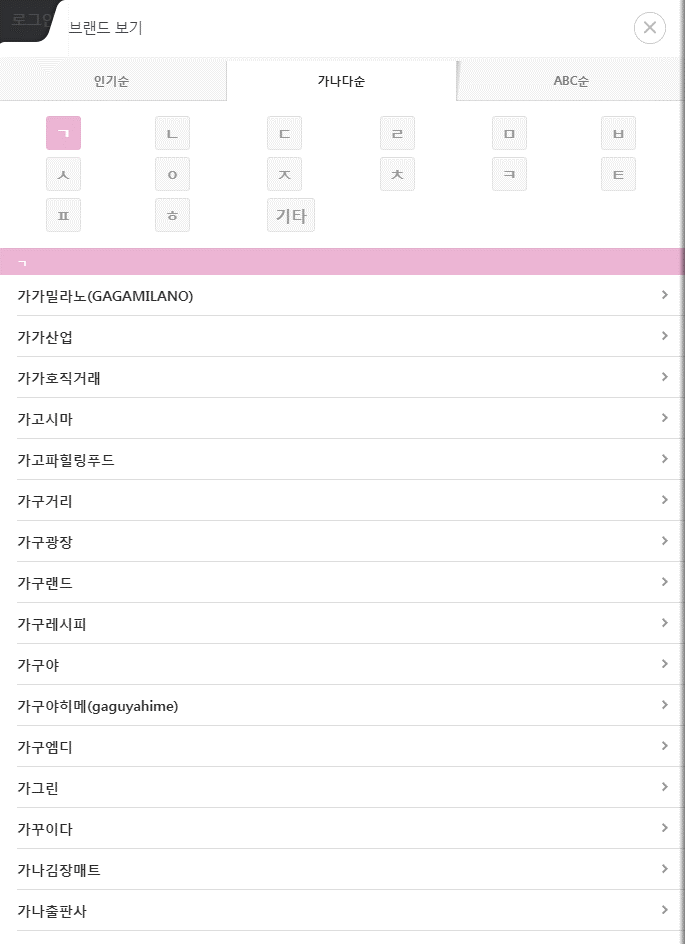 로그인
브랜드 보기
인기순 가나다순 ABC순
ㄱ ㄴ ㄷ ㄹ ㅁ ㅂ
ㅅ ㅇ ㅈ ㅊ ㅋ ㅌ
ㅍ ㅎ 기타
ㄱ
가가밀라노(GAGAMILANO)
가가산업
가가호직거래
가고시마
가고파힐링푸드
가구거리
가구광장
가구랜드
가구레시피
가구야
가구야히메(gaguyahime)
가구엠디
가그린
가꾸이다
가나김장매트
가나출판사